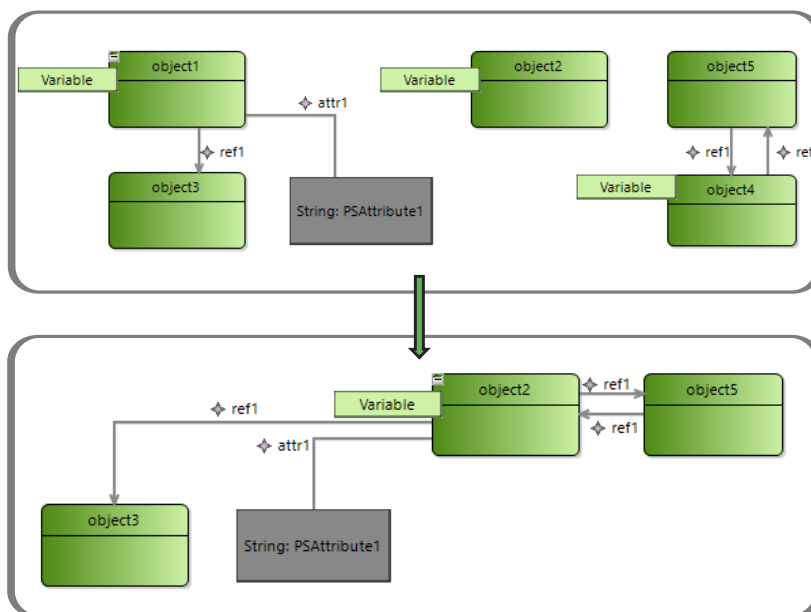 object1
Variable
attr1
ref1
object3
String: PSAttribute1
object2
Variable
object5
ref1
ref
Variable
object4
object2
Variable
ref1
object5
ref1
ref1
attr1
object3
String: PSAttribute1